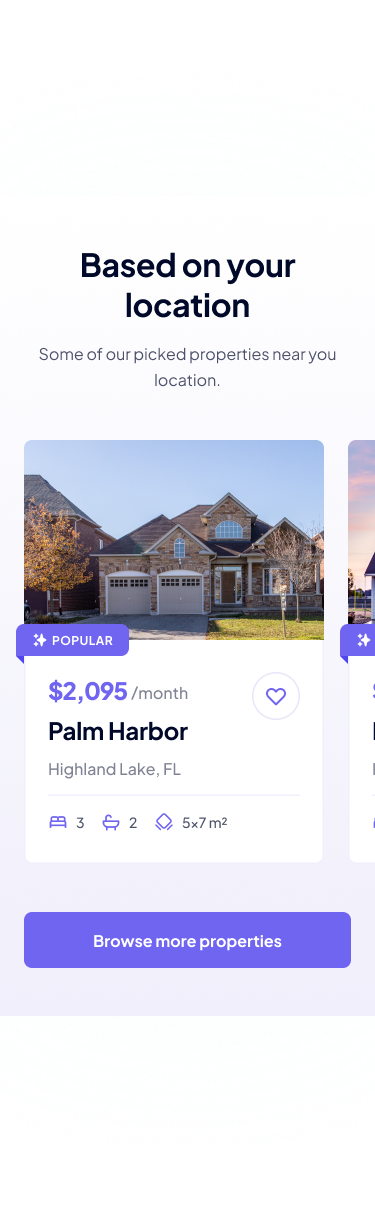 Based on your
location
Some of our picked properties near you
location.
POPULAR
$2,095 /month
Palm Harbor
Highland Lake, FL
3 2 5x7 m²
Browse more properties